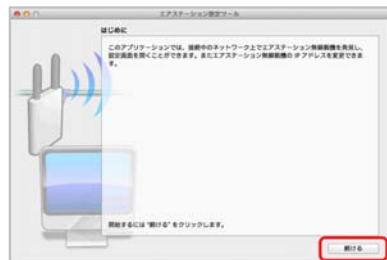 エアステーション設定ツール
はじめに
このアプリケーションでは、接続中のネットワーク上でエアステーション無線親機を発見し、
設定画面を開くことができます。またエアステーション無線親機の IP アドレスを変更できま
す。
開始するには "続ける" をクリックします。
続ける